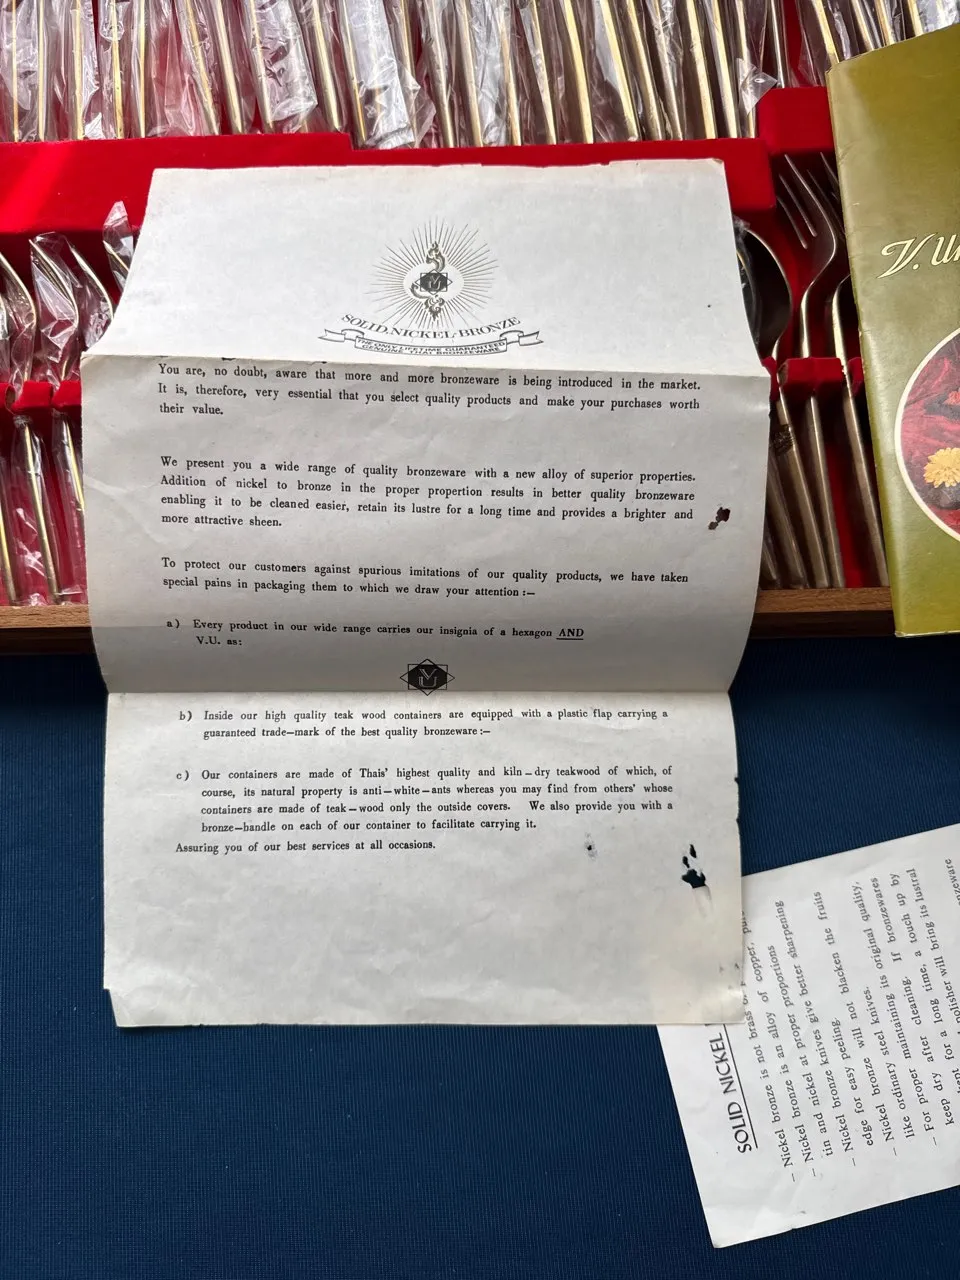 VU
SOLID NICKEL BRONZE
THE ONLY LIFETIME GUARANTEED
GENUINE THAI BRONZEWARE
You are, no doubt, aware that more and more bronzeware is being introduced in the market.
It is, therefore, very essential that you select quality products and make your purchases worth
their value.
We present you a wide range of quality bronzeware with a new alloy of superior properties.
Addition of nickel to bronze in the proper propertion results in better quality bronzeware
enabling it to be cleaned easier, retain its lustre for a long time and provides a brighter and
more attractive sheen.
To protect our customers against spurious imitations of our quality products, we have taken
special pains in packaging them to which we draw your attention :—
a) Every product in our wide range carries our insignia of a hexagon AND
V.U. as:
VU
b) Inside our high quality teak wood containers are equipped with a plastic flap carrying a
guaranteed trade—mark of the best quality bronzeware :—
c) Our containers are made of Thais' highest quality and kiln—dry teakwood of which, of
course, its natural property is anti—white—ants whereas you may find from others' whose
containers are made of teak—wood only the outside covers. We also provide you with a
bronze—handle on each of our container to facilitate carrying it.
Assuring you of our best services at all occasions.
V.
SOLID NICKEL
— Nickel bronze is not brass
— Nickel bronze is an alloy of copper,
tin and nickel at proper proportions
— Nickel bronze knives give better sharpening
edge for easy peeling.
— Nickel bronze will not blacken the fruits
like ordinary steel knives.
— For proper maintaining its original quality,
keep dry after cleaning. If bronzewares
for a long time, a touch up by
polisher will bring its lustral